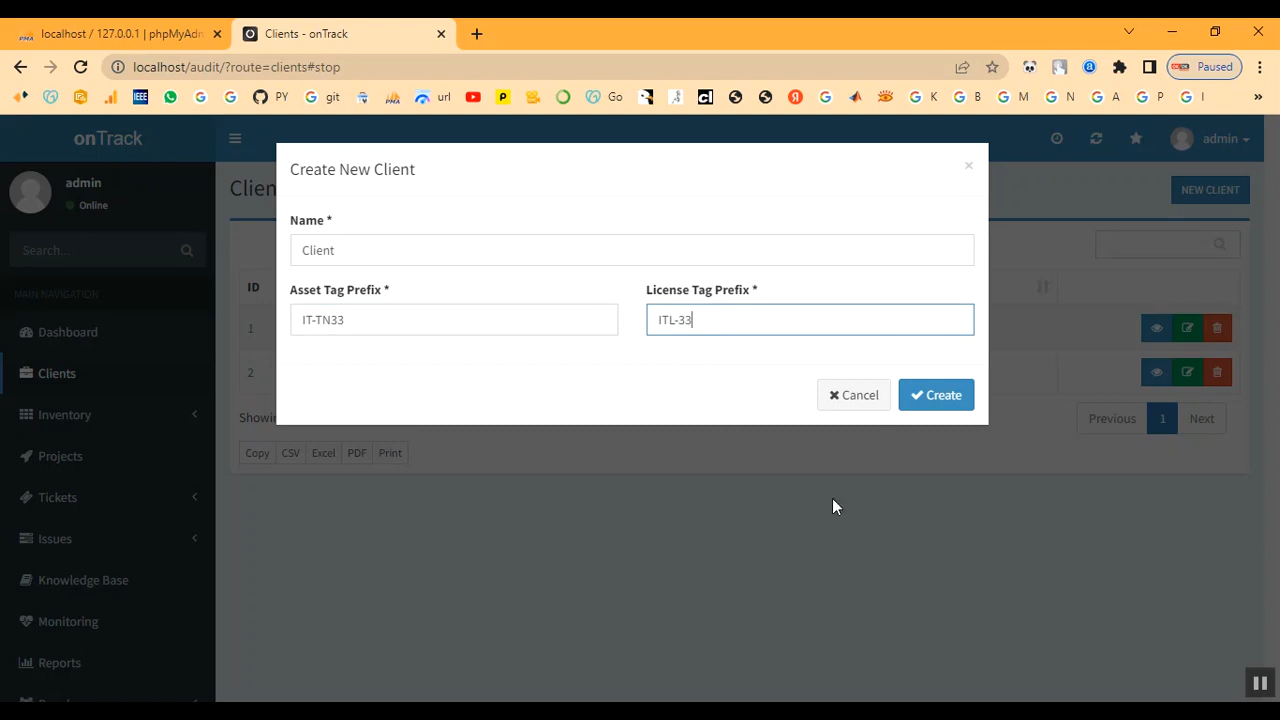 localhost / 127.0.0.1 | phpMyAdn
Clients - onTrack
localhost/audit/?route=clients#stop
Paused
PY
git
url
Go
K
B
M
N
A
P
I
onTrack
admin
admin
Online
Search...
MAIN NAVIGATION
Dashboard
Clients
Inventory
Projects
Tickets
Issues
Knowledge Base
Monitoring
Reports
Clien
NEW CLIENT
Create New Client
Name *
Client
Asset Tag Prefix *
License Tag Prefix *
IT-TN33
ITL-33
Cancel
Create
ID
1
2
Showin
Previous
1
Next
Copy
CSV
Excel
PDF
Print